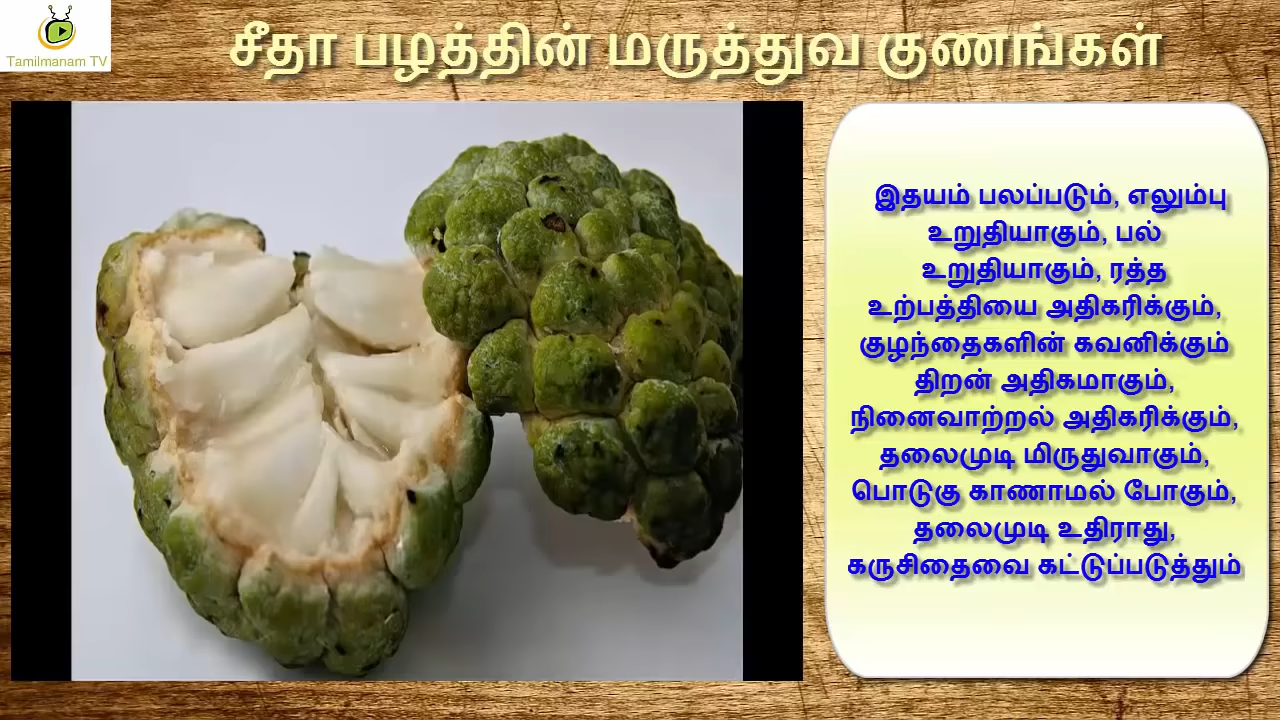 Tamilmanam TV
சீதா பழத்தின் மருத்துவ குணங்கள்
இதயம் பலப்படும், எலும்பு
உறுதியாகும், பல்
உறுதியாகும், ரத்த
உற்பத்தியை அதிகரிக்கும்,
குழந்தைகளின் கவனிக்கும்
திறன் அதிகமாகும்,
நினைவாற்றல் அதிகரிக்கும்,
தலைமுடி மிருதுவாகும்,
பொடுகு காணாமல் போகும்,
தலைமுடி உதிராது,
கருசிதைவை கட்டுப்படுத்தும்